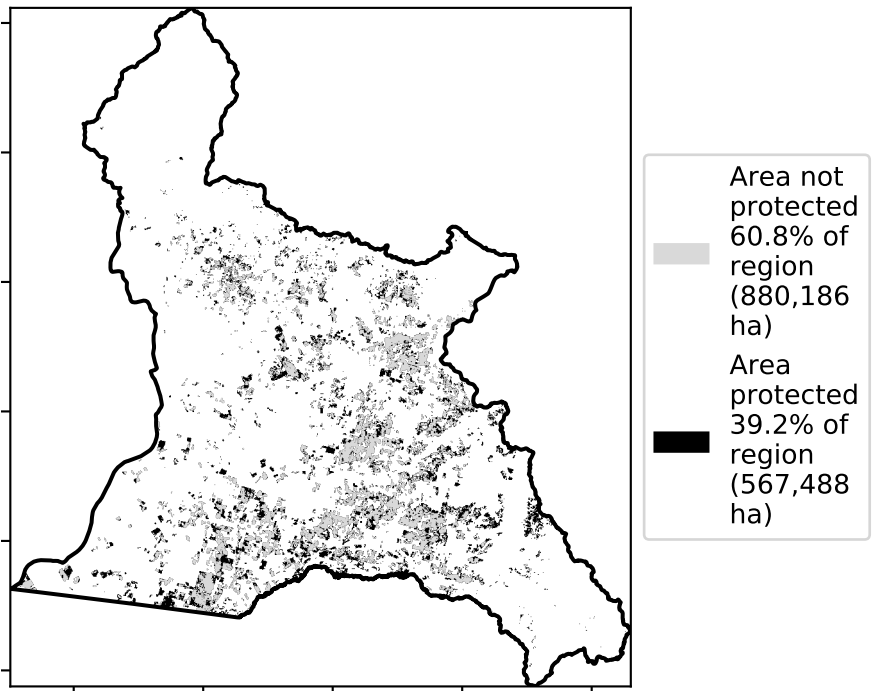 Area not
protected
60.8% of
region
(880,186
ha)
Area
protected
39.2% of
region
(567,488
ha)